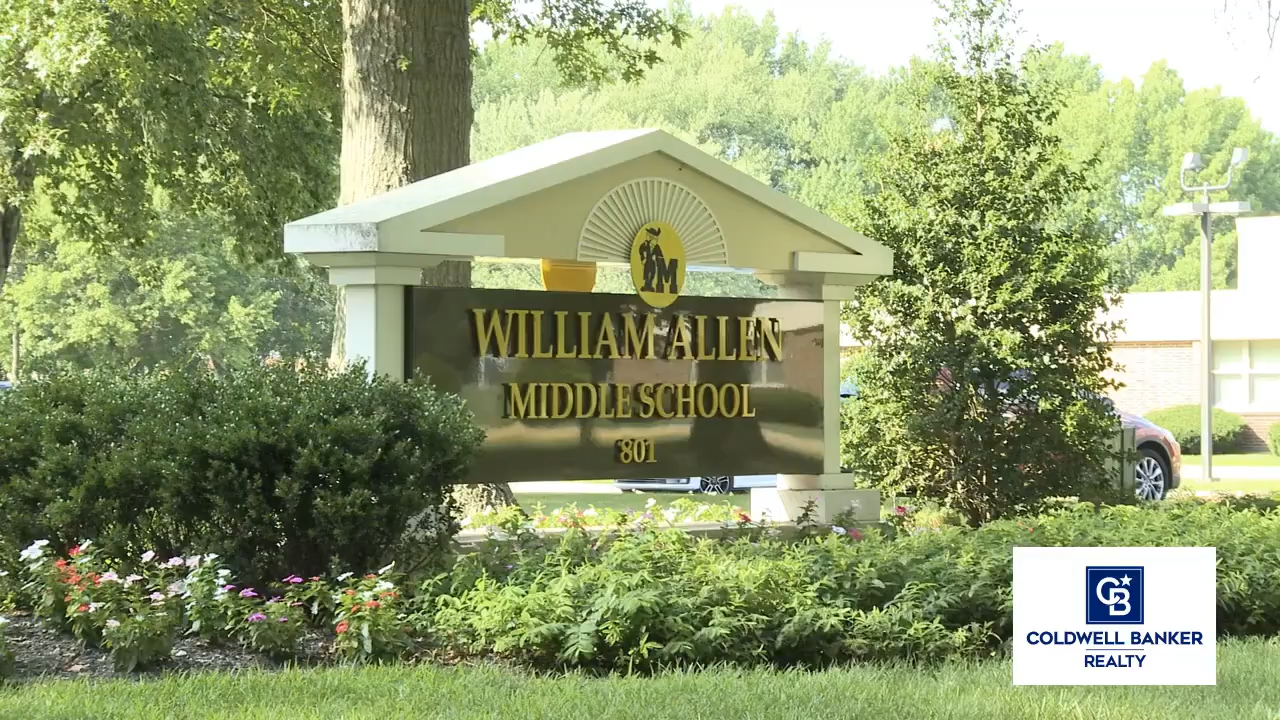 M
WILLIAM ALLEN
MIDDLE SCHOOL
801
CB
COLDWELL BANKER
REALTY